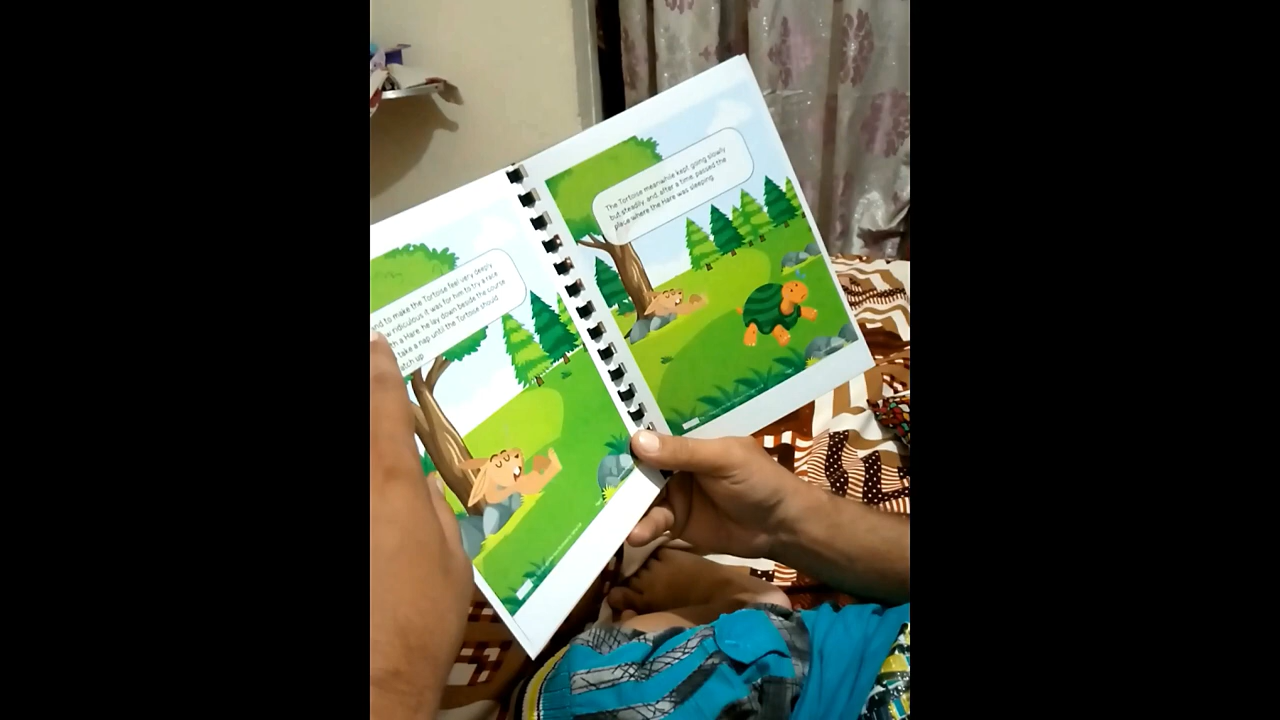 and to make the Tortoise feel very deeply
ridiculous it was for him to try a race
a Hare, he lay down beside the course
take a nap until the Tortoise should
up.
The Tortoise meanwhile kept going slowly
but steadily, and, after a time, passed the
place where the Hare was sleeping.